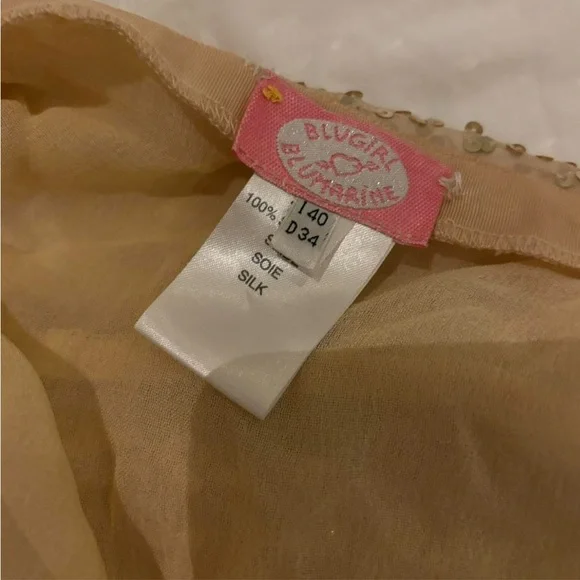 BLUGIRL
BLUMARINE
I 40
D 34
100%
SOIE
SILK